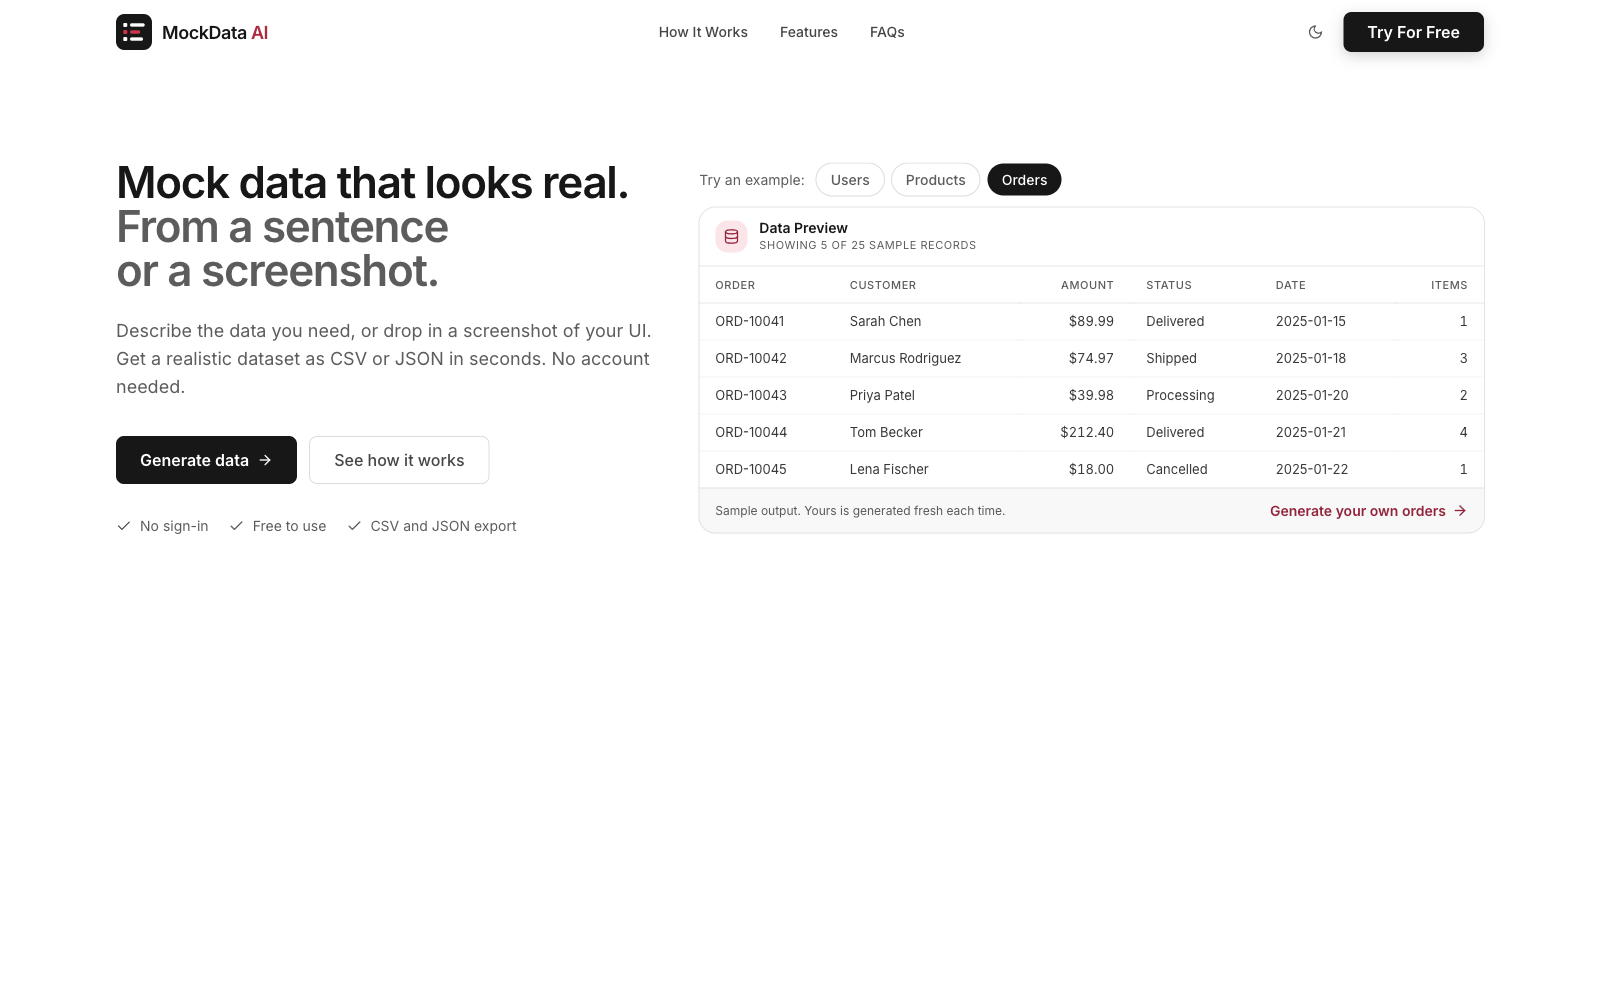 MockData AI
How It Works Features FAQs
Try For Free
Mock data that looks real.
From a sentence
or a screenshot.
Describe the data you need, or drop in a screenshot of your UI.
Get a realistic dataset as CSV or JSON in seconds. No account
needed.
Generate data →
See how it works
✓ No sign-in ✓ Free to use ✓ CSV and JSON export
Try an example: Users Products Orders
Data Preview
SHOWING 5 OF 25 SAMPLE RECORDS
ORDER CUSTOMER AMOUNT STATUS DATE ITEMS
ORD-10041 Sarah Chen $89.99 Delivered 2025-01-15 1
ORD-10042 Marcus Rodriguez $74.97 Shipped 2025-01-18 3
ORD-10043 Priya Patel $39.98 Processing 2025-01-20 2
ORD-10044 Tom Becker $212.40 Delivered 2025-01-21 4
ORD-10045 Lena Fischer $18.00 Cancelled 2025-01-22 1
Sample output. Yours is generated fresh each time.
Generate your own orders →